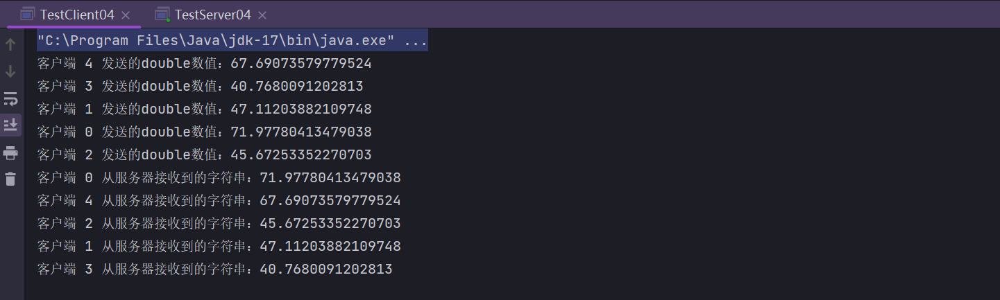 TestClient04 × TestServer04 ×
"C:\Program Files\Java\jdk-17\bin\java.exe" ...
客户端 4 发送的double数值：67.69073579779524
客户端 3 发送的double数值：40.7680091202813
客户端 1 发送的double数值：47.11203882109748
客户端 0 发送的double数值：71.97780413479038
客户端 2 发送的double数值：45.67253352270703
客户端 0 从服务器接收到的字符串：71.97780413479038
客户端 4 从服务器接收到的字符串：67.69073579779524
客户端 2 从服务器接收到的字符串：45.67253352270703
客户端 1 从服务器接收到的字符串：47.11203882109748
客户端 3 从服务器接收到的字符串：40.7680091202813